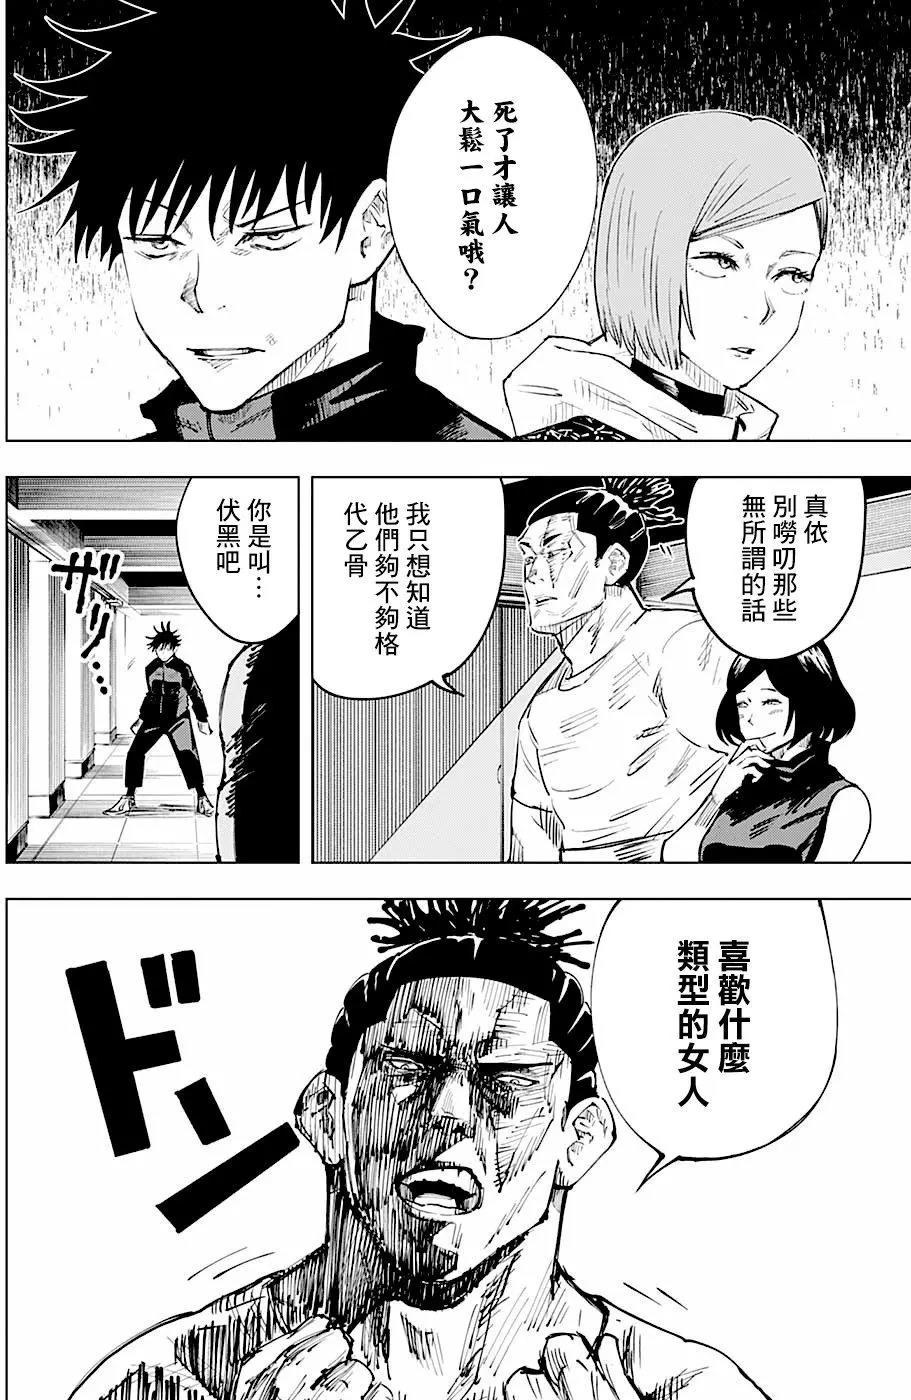 死了才讓人
大鬆一口氣哦？
真依
別嘮叨那些
無所謂的話
我只想知道
他們夠不夠格
代乙骨
你是叫…
伏黑吧
ザッ…
喜歡什麼
類型的女人
ドン